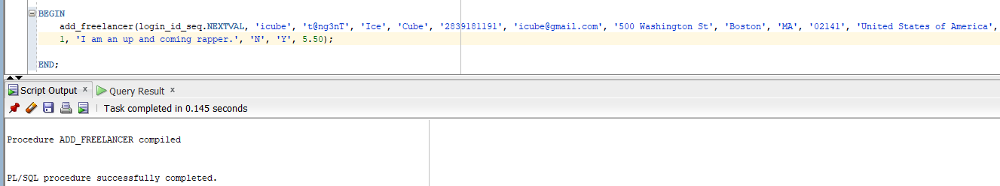 BEGIN
add_freelancer(login_id_seq.NEXTVAL, 'icube', 't@ng3nT', 'Ice', 'Cube', '2839181191', 'icube@gmail.com', '500 Washington St', 'Boston', 'MA', '02141', 'United States of America',
1, 'I am an up and coming rapper.', 'N', 'Y', 5.50);
END;
Script Output x Query Result x
Task completed in 0.145 seconds
Procedure ADD_FREELANCER compiled
PL/SQL procedure successfully completed.